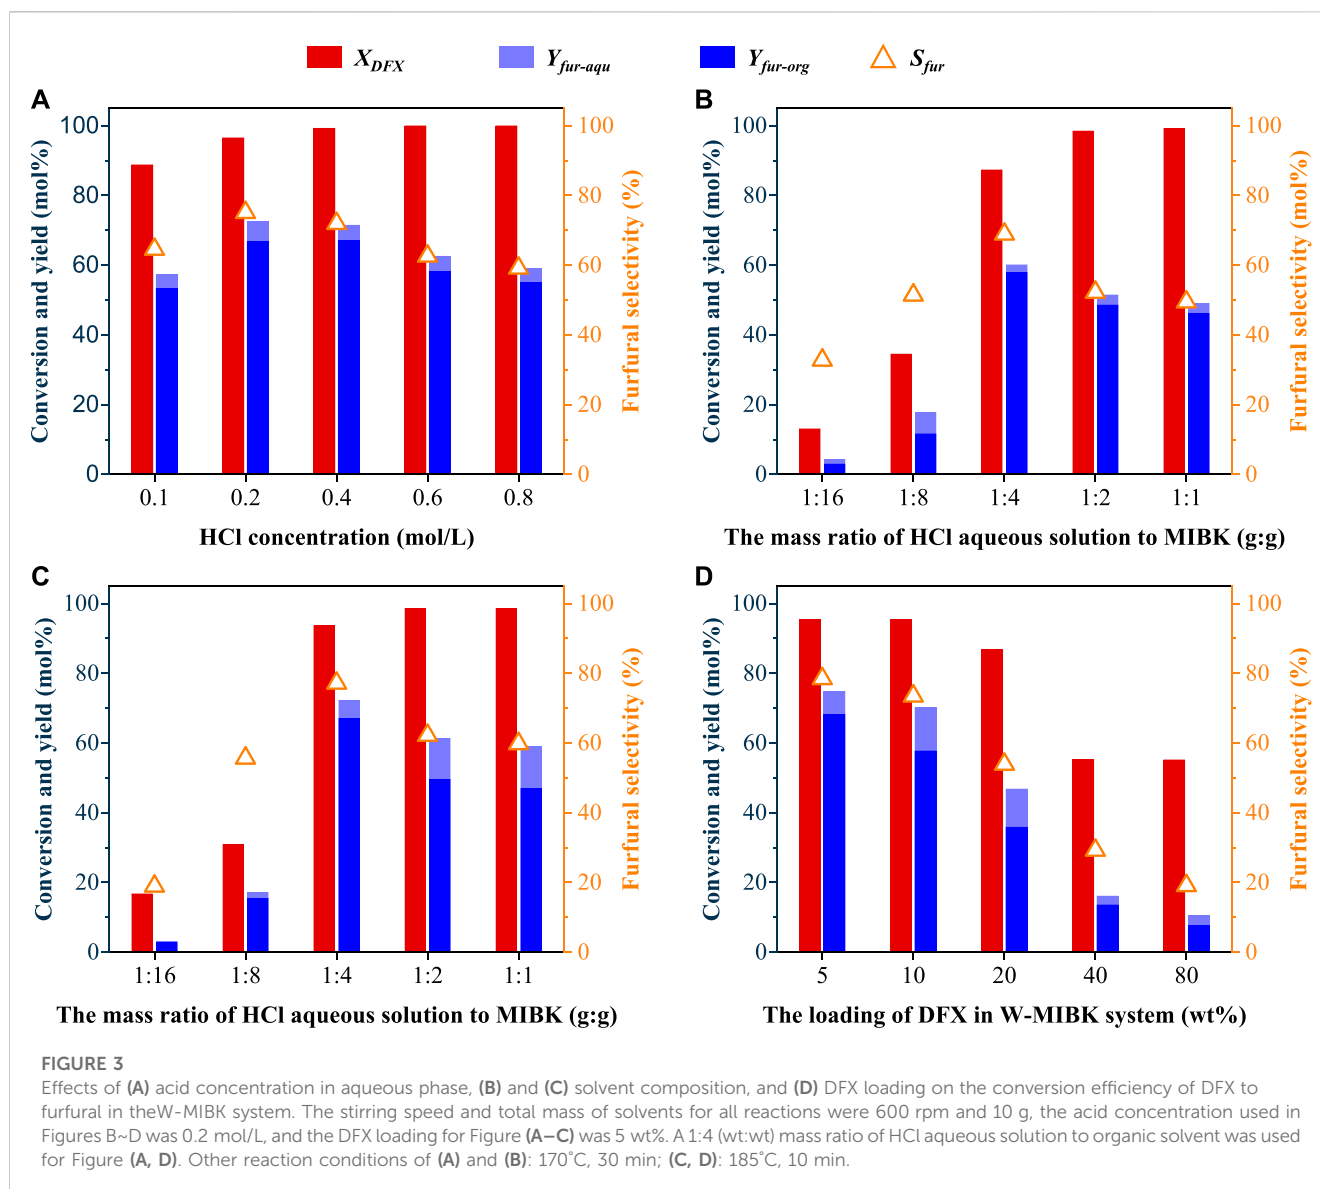 X_DFX Y_fur-aqu Y_fur-org S_fur
A
100
80
60
40
20
0
Conversion and yield (mol%)
100
80
60
40
20
0
Furfural selectivity (%)
0.1 0.2 0.4 0.6 0.8
HCl concentration (mol/L)
B
100
80
60
40
20
0
Conversion and yield (mol%)
100
80
60
40
20
0
Furfural selectivity (mol%)
1:16 1:8 1:4 1:2 1:1
The mass ratio of HCl aqueous solution to MIBK (g:g)
C
100
80
60
40
20
0
Conversion and yield (mol%)
100
80
60
40
20
0
Furfural selectivity (%)
1:16 1:8 1:4 1:2 1:1
The mass ratio of HCl aqueous solution to MIBK (g:g)
D
100
80
60
40
20
0
Conversion and yield (mol%)
100
80
60
40
20
0
Furfural selectivity (%)
5 10 20 40 80
The loading of DFX in W-MIBK system (wt%)
FIGURE 3
Effects of (A) acid concentration in aqueous phase, (B) and (C) solvent composition, and (D) DFX loading on the conversion efficiency of DFX to
furfural in theW-MIBK system. The stirring speed and total mass of solvents for all reactions were 600 rpm and 10 g, the acid concentration used in
Figures B~D was 0.2 mol/L, and the DFX loading for Figure (A–C) was 5 wt%. A 1:4 (wt:wt) mass ratio of HCl aqueous solution to organic solvent was used
for Figure (A, D). Other reaction conditions of (A) and (B): 170°C, 30 min; (C, D): 185°C, 10 min.